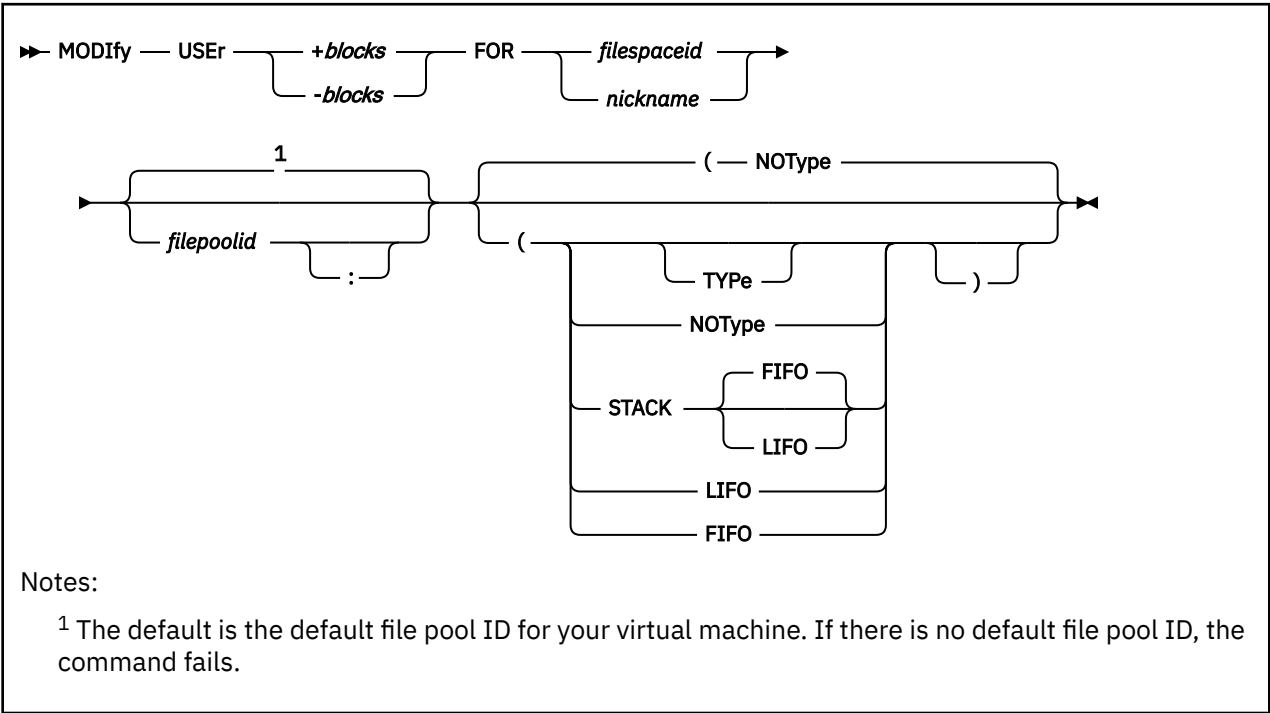 MODIfy USEr +blocks FOR filespaceid
-blocks nickname
1
filepoolid :
( NOType
( TYPe )
NOType
STACK FIFO
LIFO
LIFO
FIFO
Notes:
1 The default is the default file pool ID for your virtual machine. If there is no default file pool ID, the
command fails.